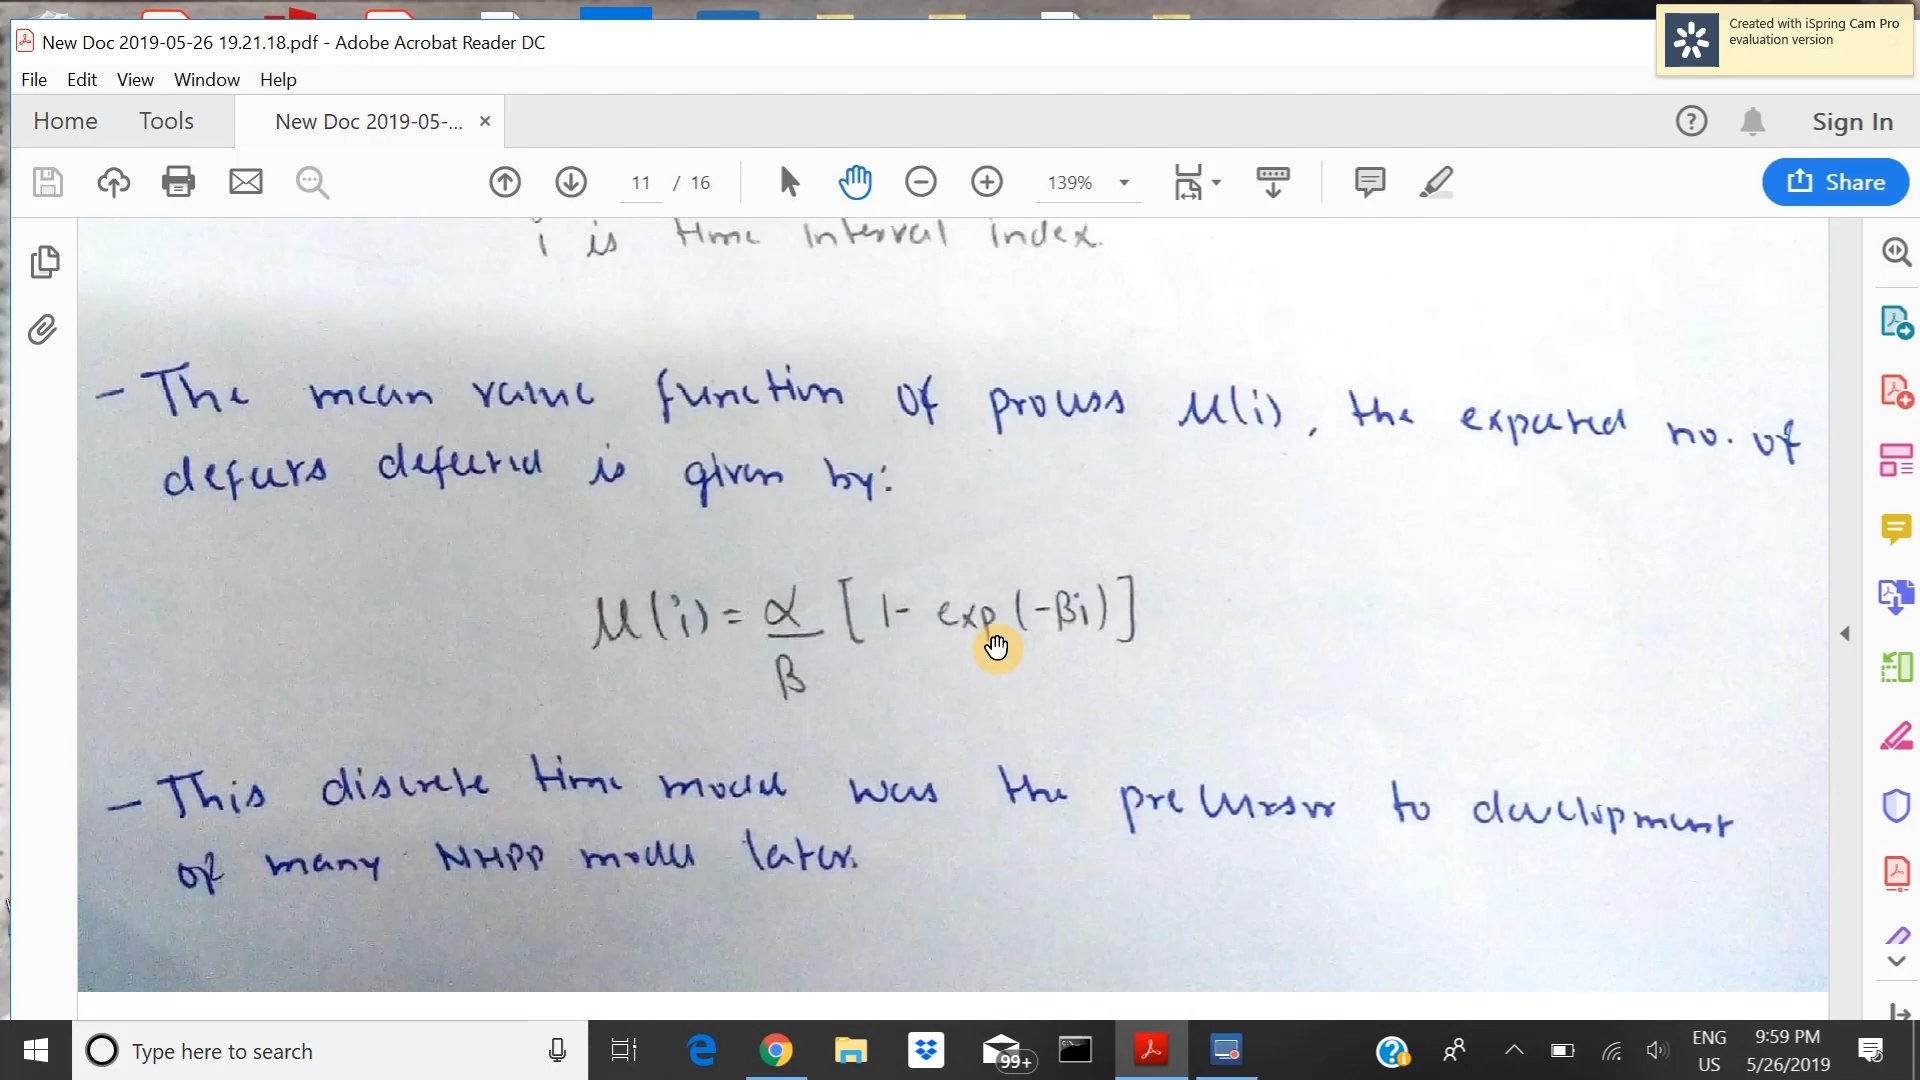 Created with iSpring Cam Pro
evaluation version
New Doc 2019-05-26 19.21.18.pdf - Adobe Acrobat Reader DC
File Edit View Window Help
Home Tools New Doc 2019-05-... × Sign In
11 / 16 139% Share
i is time interval index.
- The mean value function of process μ(i), the expected no. of
defects detected is given by:
μ(i) = α/β [1 - exp(-βi)]
- This discrete time model was the precursor to development
of many NHPP model later.
Type here to search
99+
ENG
US
9:59 PM
5/26/2019